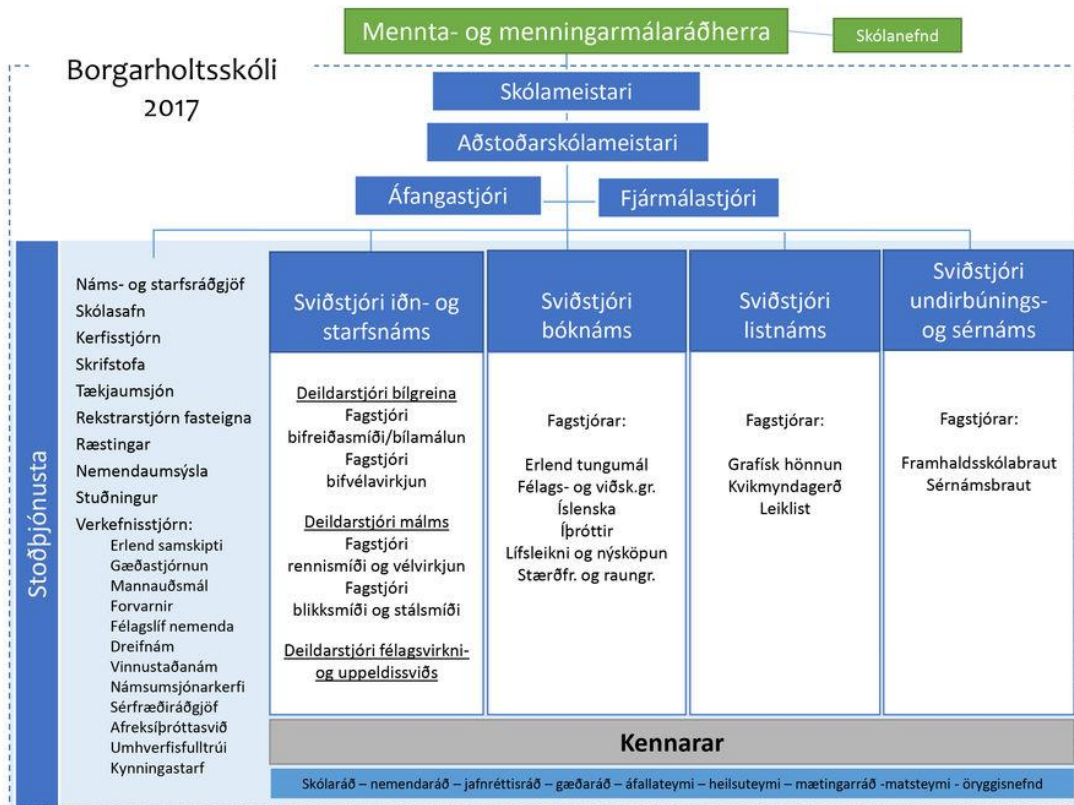 Mennta- og menningarmálaráðherra
Skólanefnd
Borgarholtsskóli
2017
Skólameistari
Aðstoðarskólameistari
Áfangastjóri
Fjármálastjóri
Stoðþjónusta
Náms- og starfsráðgjöf
Skólasafn
Kerfisstjórn
Skrifstofa
Tækjaumsjón
Rekstrarstjórn fasteigna
Ræstingar
Nemendaumsýsla
Stuðningur
Verkefnisstjórn:
Erlend samskipti
Gæðastjórnun
Mannauðsmál
Forvarnir
Félagslíf nemenda
Dreifnám
Vinnustaðanám
Námsumsjónarkerfi
Sérfræðiráðgjöf
Afreksíþróttasvið
Umhverfisfulltrúi
Kynningastarf
Sviðstjóri iðn- og
starfsnáms
Deildarstjóri bílgreina
Fagstjóri
bifreiðasmíði/bílamálun
Fagstjóri
bifvélavirkjun
Deildarstjóri málms
Fagstjóri
rennismíði og vélvirkjun
Fagstjóri
blikksmíði og stálsmíði
Deildarstjóri félagsvirkni-
og uppeldissviðs
Sviðstjóri
bóknáms
Fagstjórar:
Erlend tungumál
Félags- og viðsk.gr.
Íslenska
Íþróttir
Lífsleikni og nýsköpun
Stærðfr. og raungr.
Sviðstjóri
listnáms
Fagstjórar:
Grafísk hönnun
Kvikmyndagerð
Leiklist
Sviðstjóri
undirbúnings-
og sérnáms
Fagstjórar:
Framhaldsskólabraut
Sérnámsbraut
Kennarar
Skólaráð – nemendaráð – jafnréttisráð – gæðaráð – áfallateymi – heilsuteymi – mætingarráð -matsteymi - öryggisnefnd